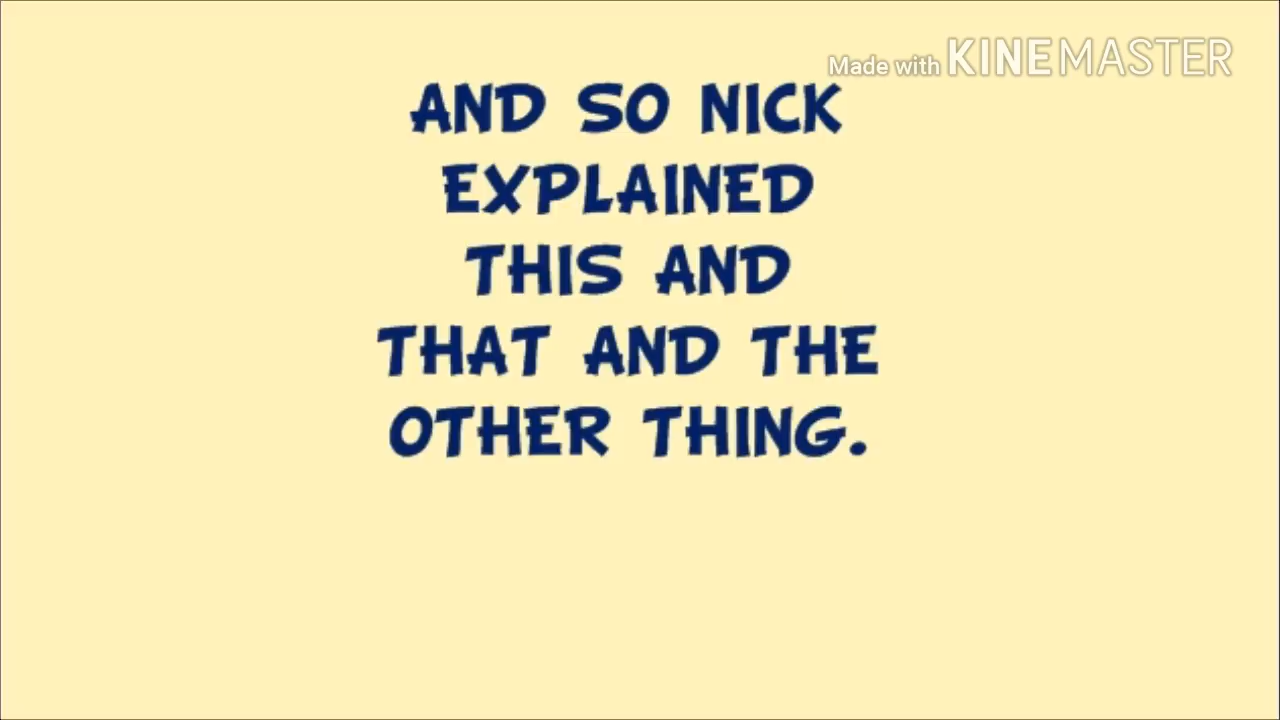 Made with KINEMASTER
AND SO NICK
EXPLAINED
THIS AND
THAT AND THE
OTHER THING.